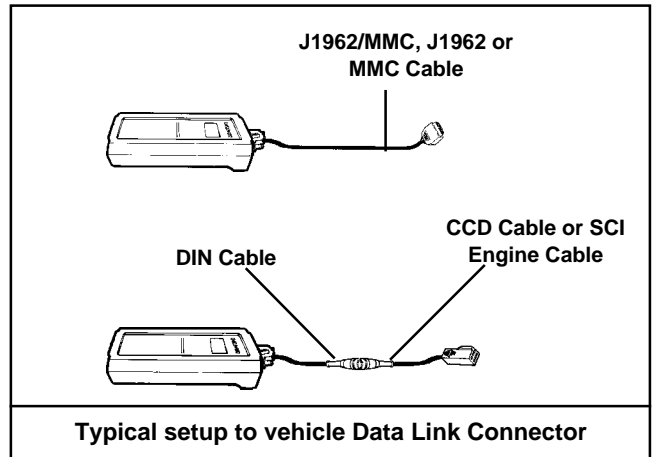 J1962/MMC, J1962 or
MMC Cable
CCD Cable or SCI
Engine Cable
DIN Cable
Typical setup to vehicle Data Link Connector